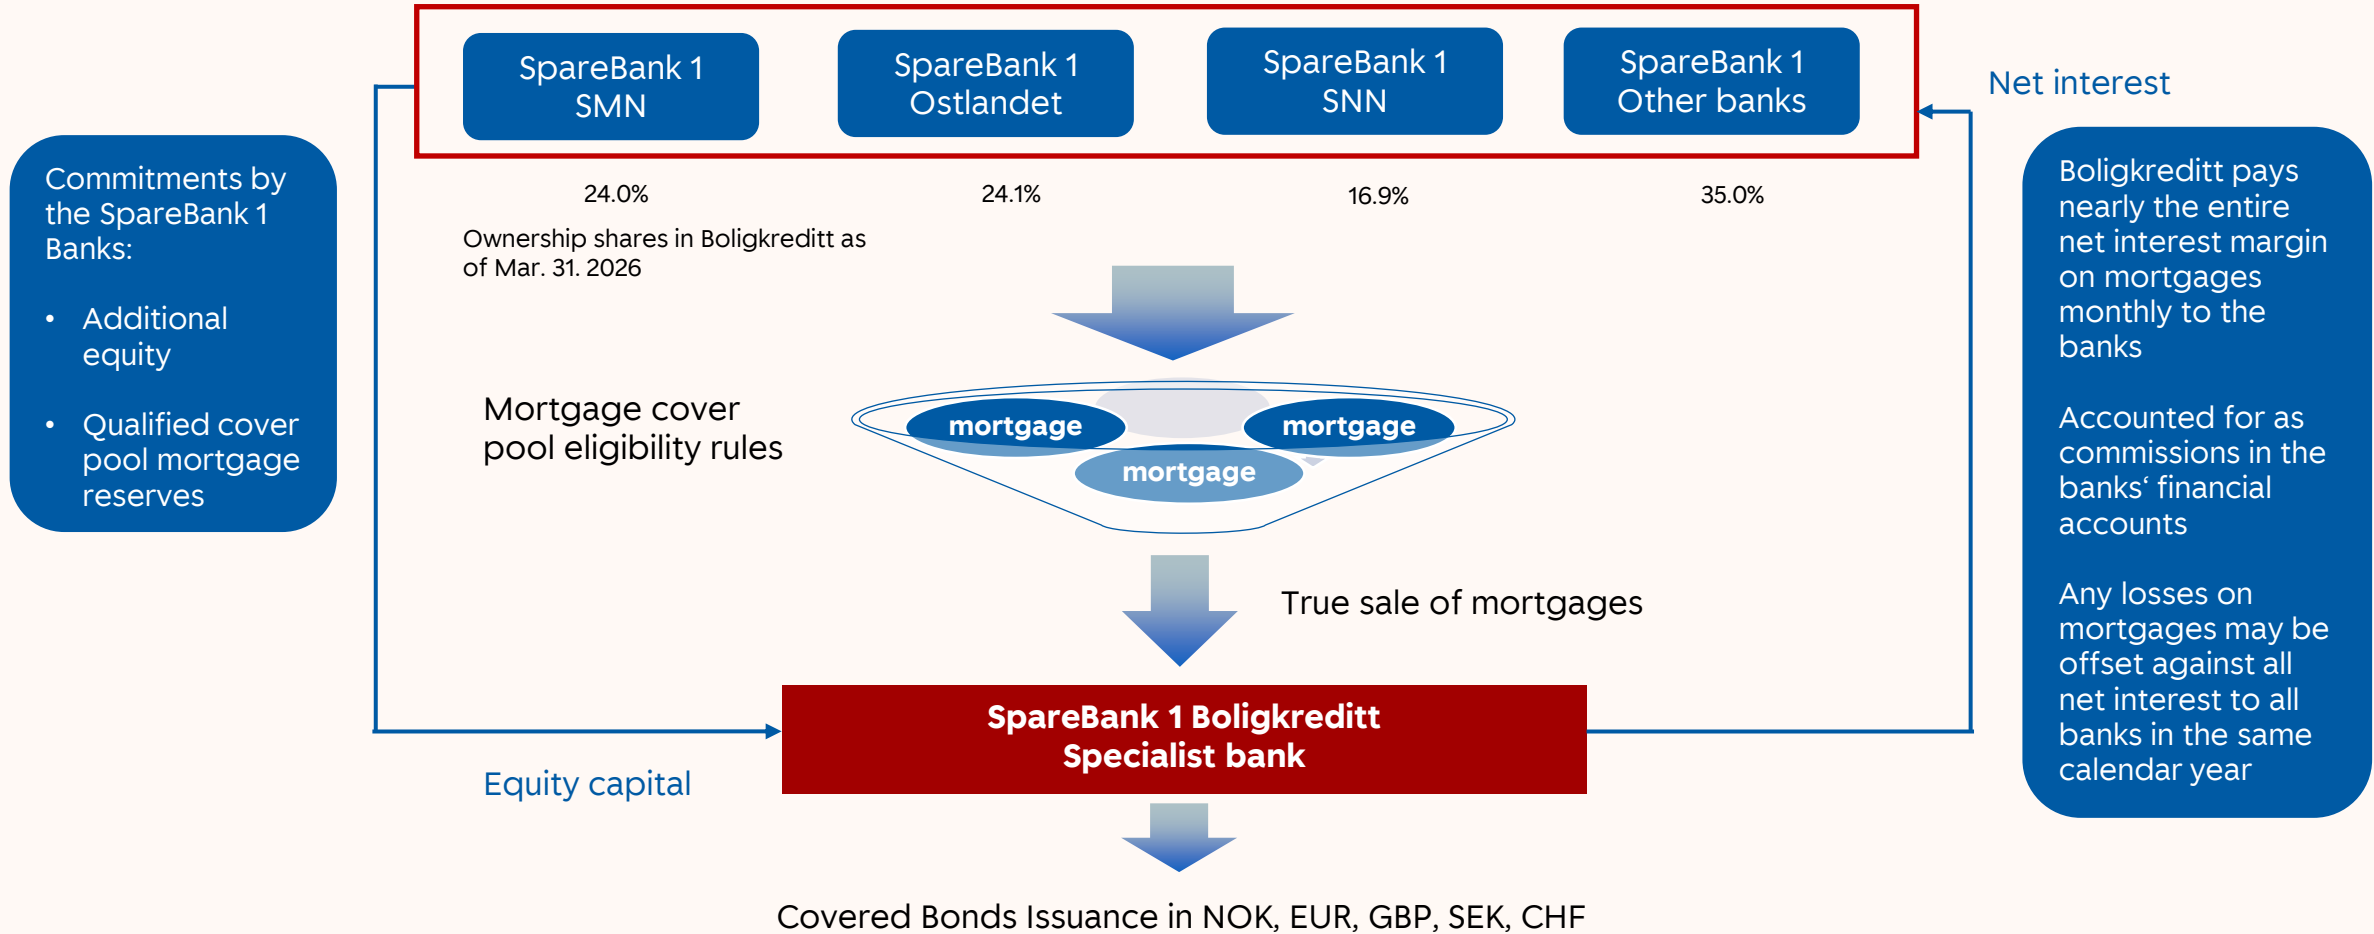 SpareBank 1
SMN
SpareBank 1
Ostlandet
SpareBank 1
SNN
SpareBank 1
Other banks
Net interest
24.0%
24.1%
16.9%
35.0%
Ownership shares in Boligkreditt as
of Mar. 31. 2026
Commitments by
the SpareBank 1
Banks:
• Additional
equity
• Qualified cover
pool mortgage
reserves
Mortgage cover
pool eligibility rules
mortgage
mortgage
mortgage
True sale of mortgages
SpareBank 1 Boligkreditt
Specialist bank
Equity capital
Covered Bonds Issuance in NOK, EUR, GBP, SEK, CHF
Boligkreditt pays
nearly the entire
net interest margin
on mortgages
monthly to the
banks
Accounted for as
commissions in the
banks‘ financial
accounts
Any losses on
mortgages may be
offset against all
net interest to all
banks in the same
calendar year